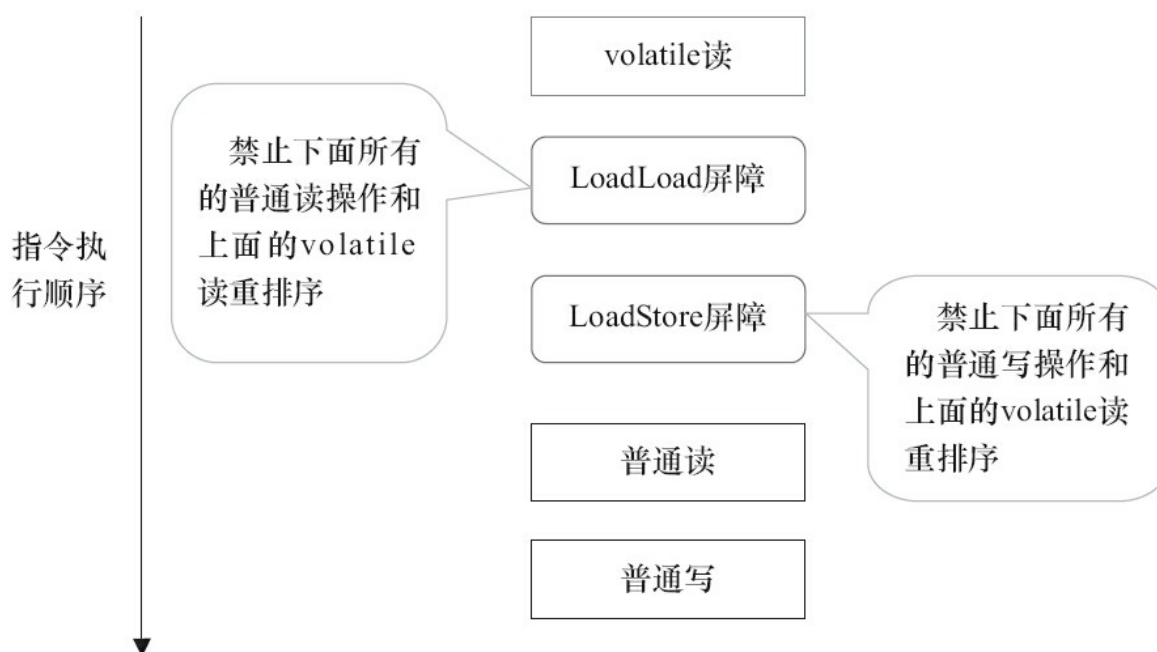 volatile读
禁止下面所有
的普通读操作和
上面的volatile
读重排序
LoadLoad屏障
指令执
行顺序
LoadStore屏障
禁止下面所有
的普通写操作和
上面的volatile读
重排序
普通读
普通写